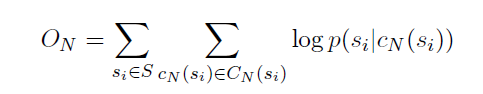 O_N = \sum_{s_i \in S} \sum_{c_N(s_i) \in C_N(s_i)} \log p(s_i | c_N(s_i))